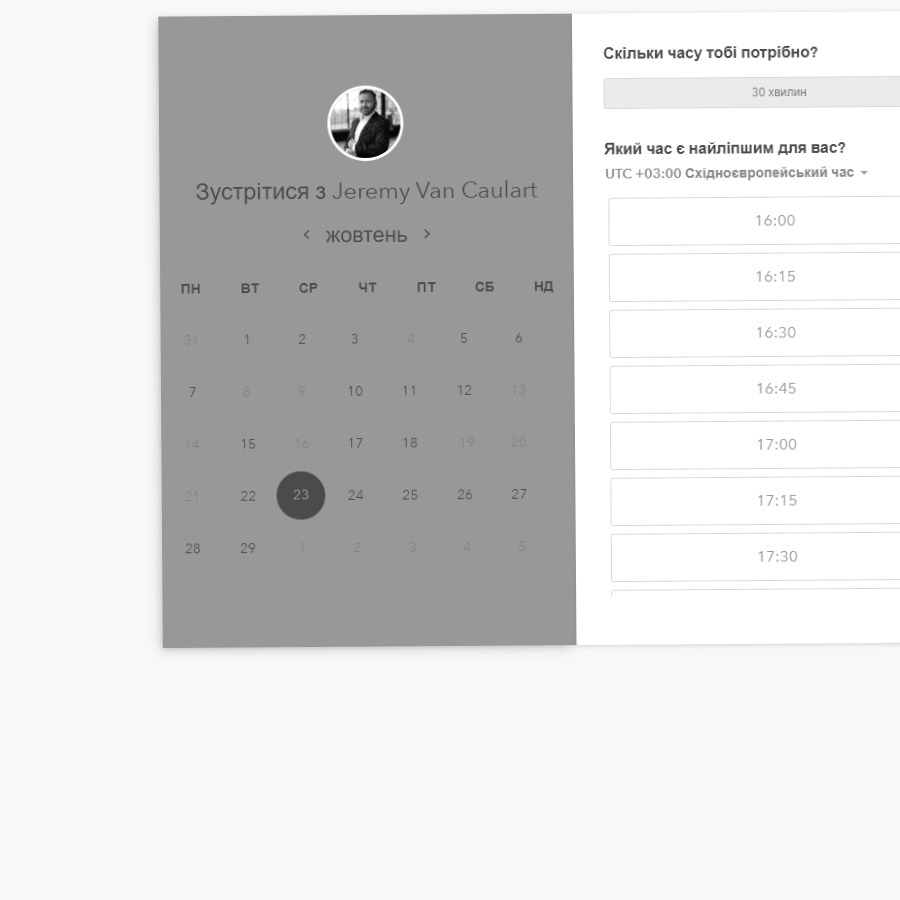 Зустрітися з Jeremy Van Caulart
жовтень
ПН ВТ СР ЧТ ПТ СБ НД
31 1 2 3 4 5 6
7 8 9 10 11 12 13
14 15 16 17 18 19 20
21 22 23 24 25 26 27
28 29 1 2 3 4 5
Скільки часу тобі потрібно?
30 хвилин
Який час є найліпшим для вас?
UTC +03:00 Східноєвропейський час
16:00
16:15
16:30
16:45
17:00
17:15
17:30